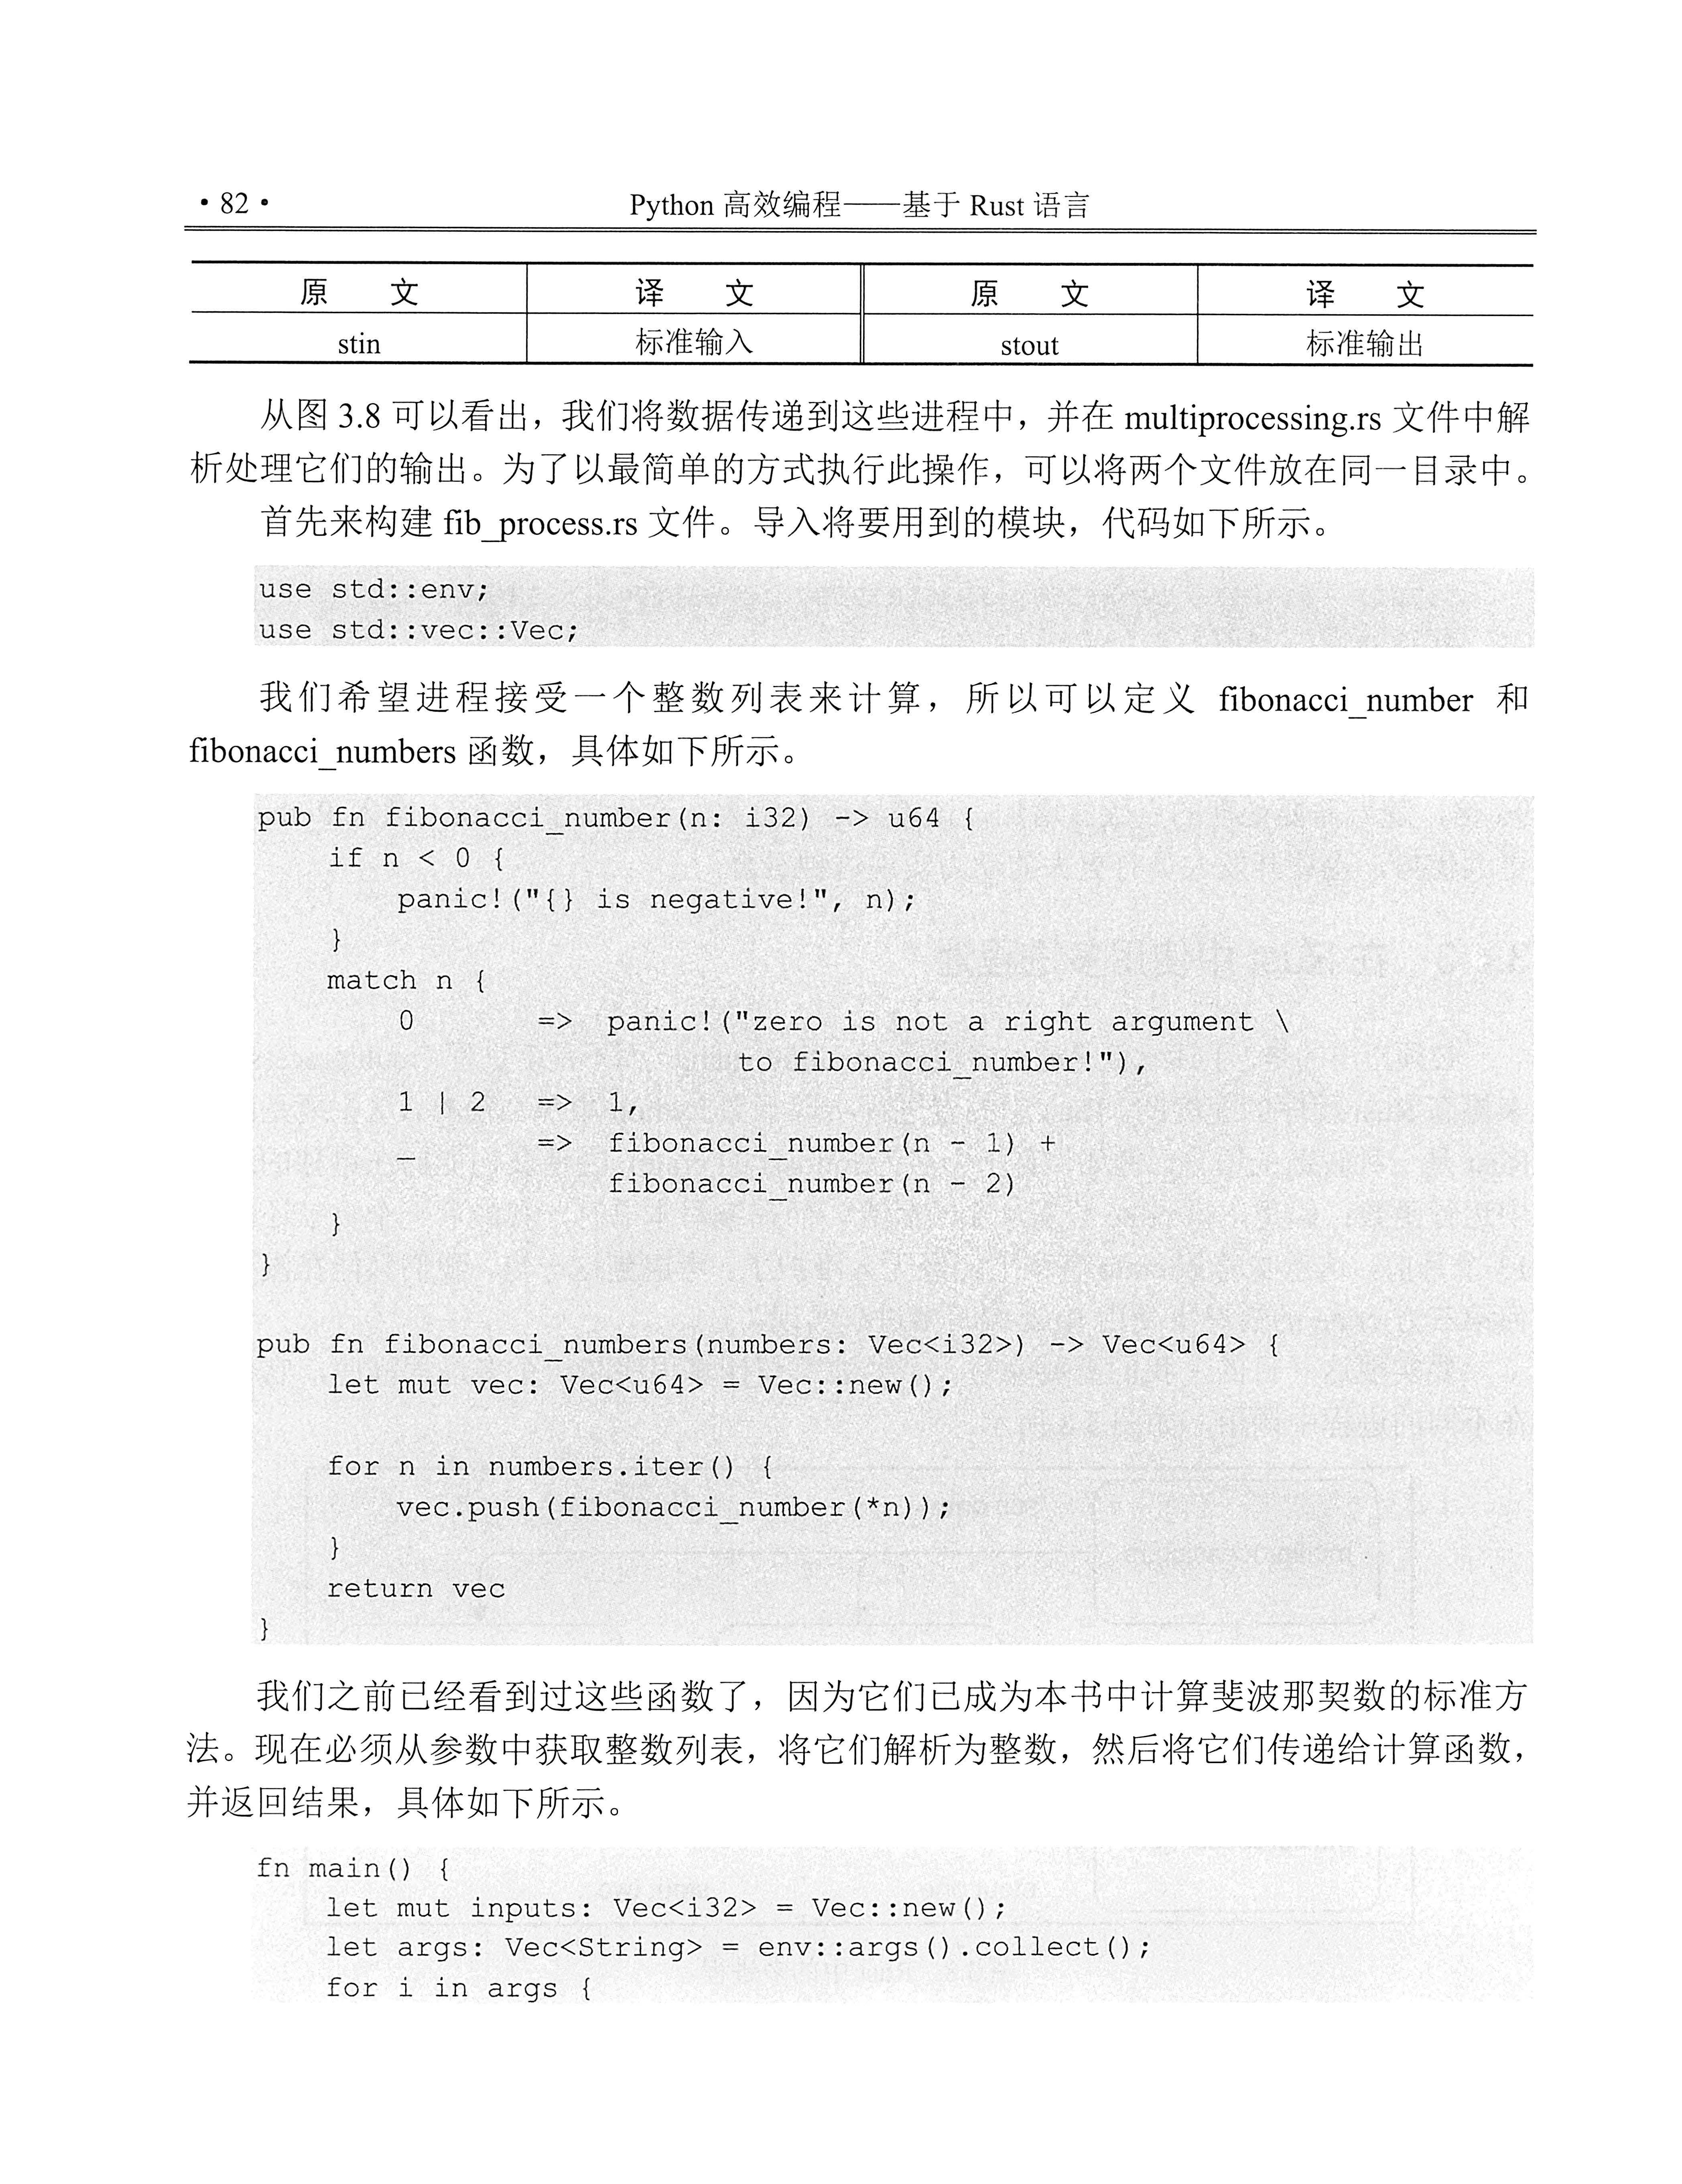 ·82·    Python 高效编程——基于 Rust 语言
原 文    译 文    原 文    译 文
stin    标准输入    stout    标准输出
从图 3.8 可以看出，我们将数据传递到这些进程中，并在 multiprocessing.rs 文件中解
析处理它们的输出。为了以最简单的方式执行此操作，可以将两个文件放在同一目录中。
首先来构建 fib_process.rs 文件。导入将要用到的模块，代码如下所示。
use std::env;
use std::vec::Vec;
我们希望进程接受一个整数列表来计算，所以可以定义 fibonacci_number 和
fibonacci_numbers 函数，具体如下所示。
pub fn fibonacci_number(n: i32) -> u64 {
    if n < 0 {
        panic!("{} is negative!", n);
    }
    match n {
        0       => panic!("zero is not a right argument \
                   to fibonacci_number!"),
        1 | 2   => 1,
        _       => fibonacci_number(n - 1) +
                   fibonacci_number(n - 2)
    }
}
pub fn fibonacci_numbers(numbers: Vec<i32>) -> Vec<u64> {
    let mut vec: Vec<u64> = Vec::new();
    for n in numbers.iter() {
        vec.push(fibonacci_number(*n));
    }
    return vec
}
我们之前已经看到过这些函数了，因为它们已成为本书中计算斐波那契数的标准方
法。现在必须从参数中获取整数列表，将它们解析为整数，然后将它们传递给计算函数，
并返回结果，具体如下所示。
fn main() {
    let mut inputs: Vec<i32> = Vec::new();
    let args: Vec<String> = env::args().collect();
    for i in args {